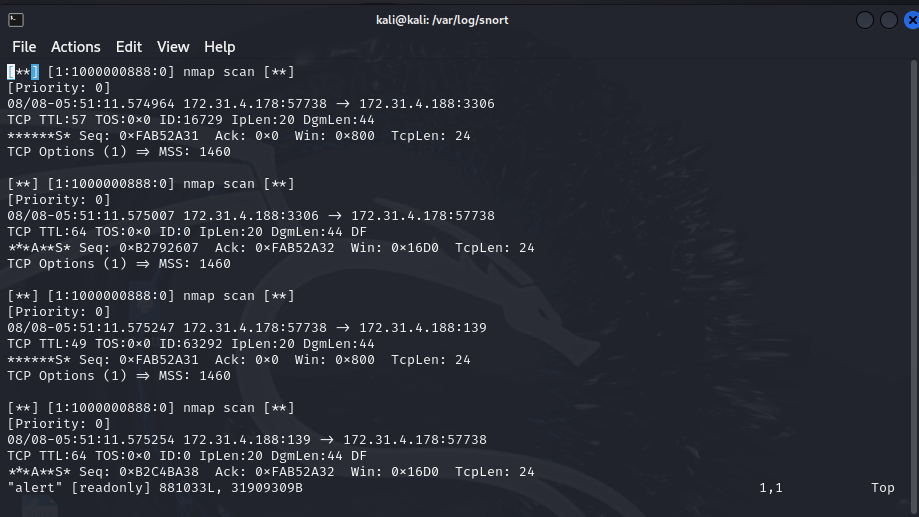 kali@kali: /var/log/snort
File Actions Edit View Help
[**] [1:1000000888:0] nmap scan [**]
[Priority: 0]
08/08-05:51:11.574964 172.31.4.178:57738 -> 172.31.4.188:3306
TCP TTL:57 TOS:0x0 ID:16729 IpLen:20 DgmLen:44
******S* Seq: 0xFAB52A31  Ack: 0x0  Win: 0x800  TcpLen: 24
TCP Options (1) => MSS: 1460
[**] [1:1000000888:0] nmap scan [**]
[Priority: 0]
08/08-05:51:11.575007 172.31.4.188:3306 -> 172.31.4.178:57738
TCP TTL:64 TOS:0x0 ID:0 IpLen:20 DgmLen:44 DF
***A**S* Seq: 0xB2792607  Ack: 0xFAB52A32  Win: 0x16D0  TcpLen: 24
TCP Options (1) => MSS: 1460
[**] [1:1000000888:0] nmap scan [**]
[Priority: 0]
08/08-05:51:11.575247 172.31.4.178:57738 -> 172.31.4.188:139
TCP TTL:49 TOS:0x0 ID:63292 IpLen:20 DgmLen:44
******S* Seq: 0xFAB52A31  Ack: 0x0  Win: 0x800  TcpLen: 24
TCP Options (1) => MSS: 1460
[**] [1:1000000888:0] nmap scan [**]
[Priority: 0]
08/08-05:51:11.575254 172.31.4.188:139 -> 172.31.4.178:57738
TCP TTL:64 TOS:0x0 ID:0 IpLen:20 DgmLen:44 DF
***A**S* Seq: 0xB2C4BA38  Ack: 0xFAB52A32  Win: 0x16D0  TcpLen: 24
"alert" [readonly] 881033L, 31909309B 1,1 Top